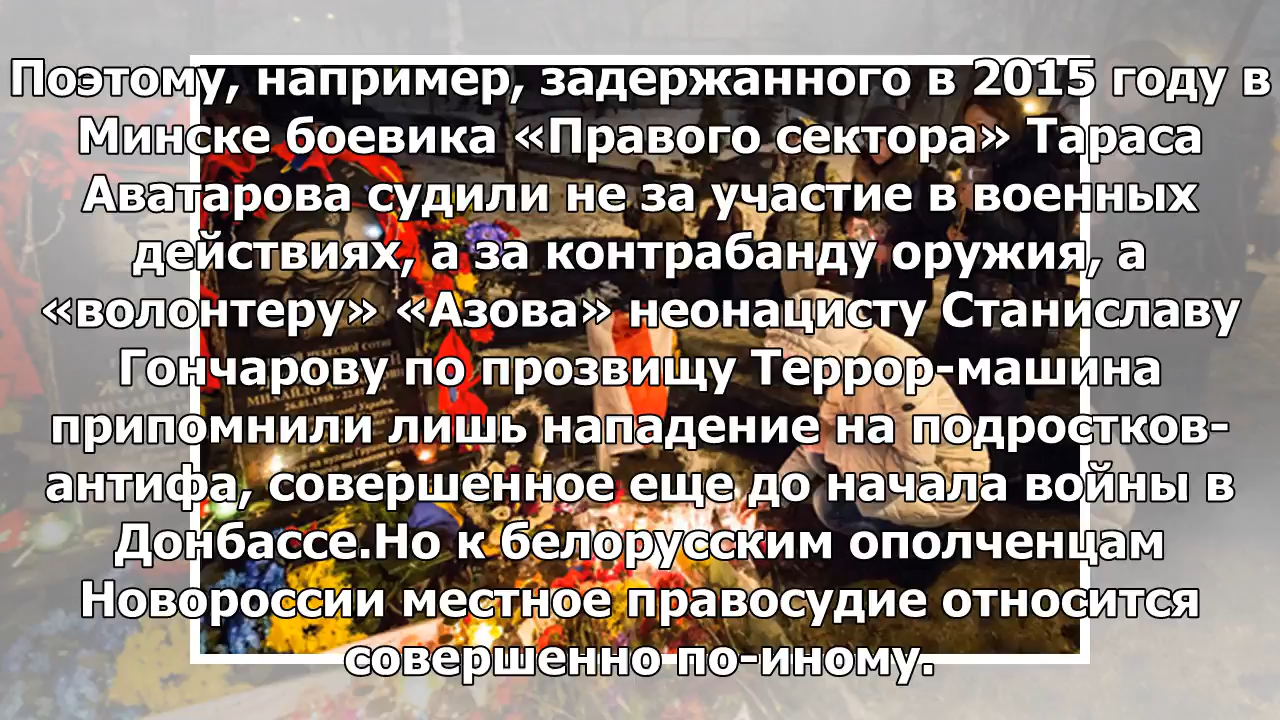 Поэтому, например, задержанного в 2015 году в
Минске боевика «Правого сектора» Тараса
Аватарова судили не за участие в военных
действиях, а за контрабанду оружия, а
«волонтеру» «Азова» неонацисту Станиславу
Гончарову по прозвищу Террор-машина
припомнили лишь нападение на подростков-
антифа, совершенное еще до начала войны в
Донбассе.Но к белорусским ополченцам
Новороссии местное правосудие относится
совершенно по-иному.